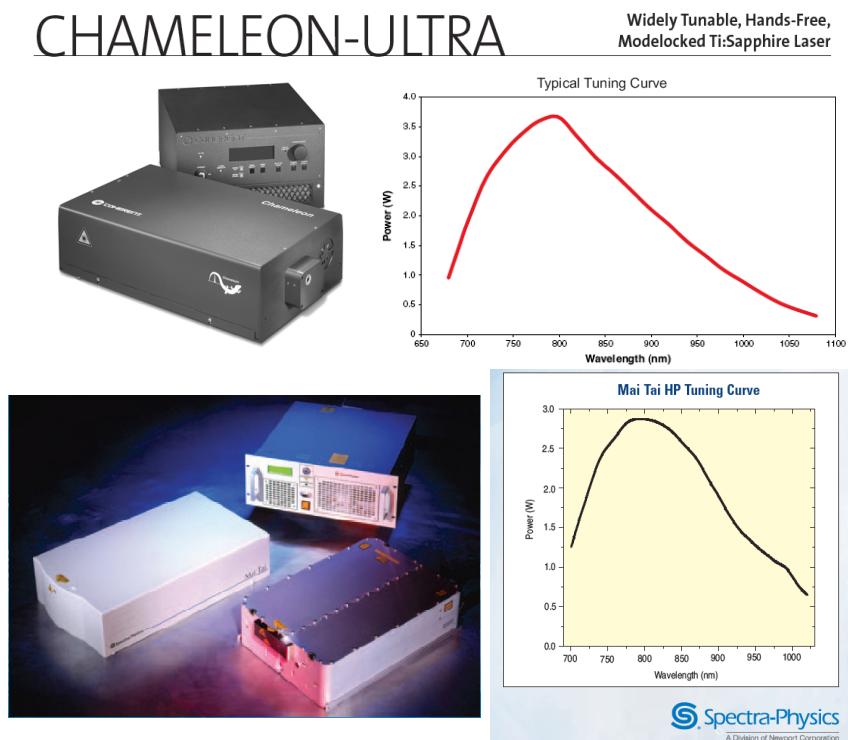 CHAMELEON-ULTRA
Widely Tunable, Hands-Free,
Modelocked Ti:Sapphire Laser
COHERENT
COHERENT
Chameleon
Typical Tuning Curve
Power (W)
4.0
3.5
3.0
2.5
2.0
1.5
1.0
0.5
0
650 700 750 800 850 900 950 1000 1050 1100
Wavelength (nm)
Mai Tai
Mai Tai HP Tuning Curve
Power (W)
3.0
2.5
2.0
1.5
1.0
0.5
0.0
700 750 800 850 900 950 1000
Wavelength (nm)
Spectra-Physics
A Division of Newport Corporation